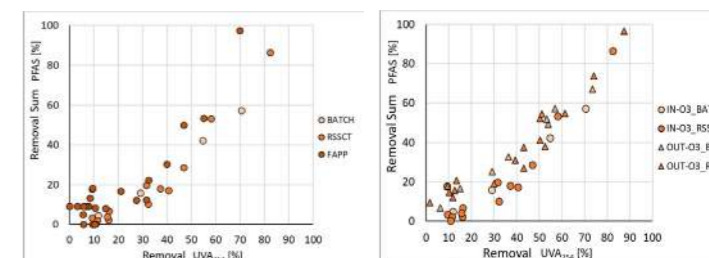 100
80
60
40
20
0
Removal Sum PFAS [%]
0 10 20 30 40 50 60 70 80 90 100
Removal UVA [%]
BATCH
RSSCT
FAPP
100
80
60
40
20
0
Removal Sum PFAS [%]
0 10 20 30 40 50 60 70 80 90 100
Removal UVA₂₅₄ [%]
IN-O3_BA
IN-O3_RSS
OUT-O3_B
OUT-O3_R